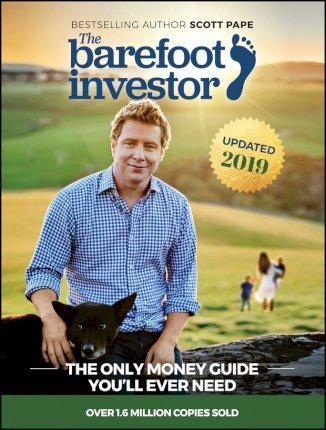 BESTSELLING AUTHOR SCOTT PAPE
The
barefoot
investor
UPDATED
2019
THE ONLY MONEY GUIDE
YOU'LL EVER NEED
OVER 1.6 MILLION COPIES SOLD